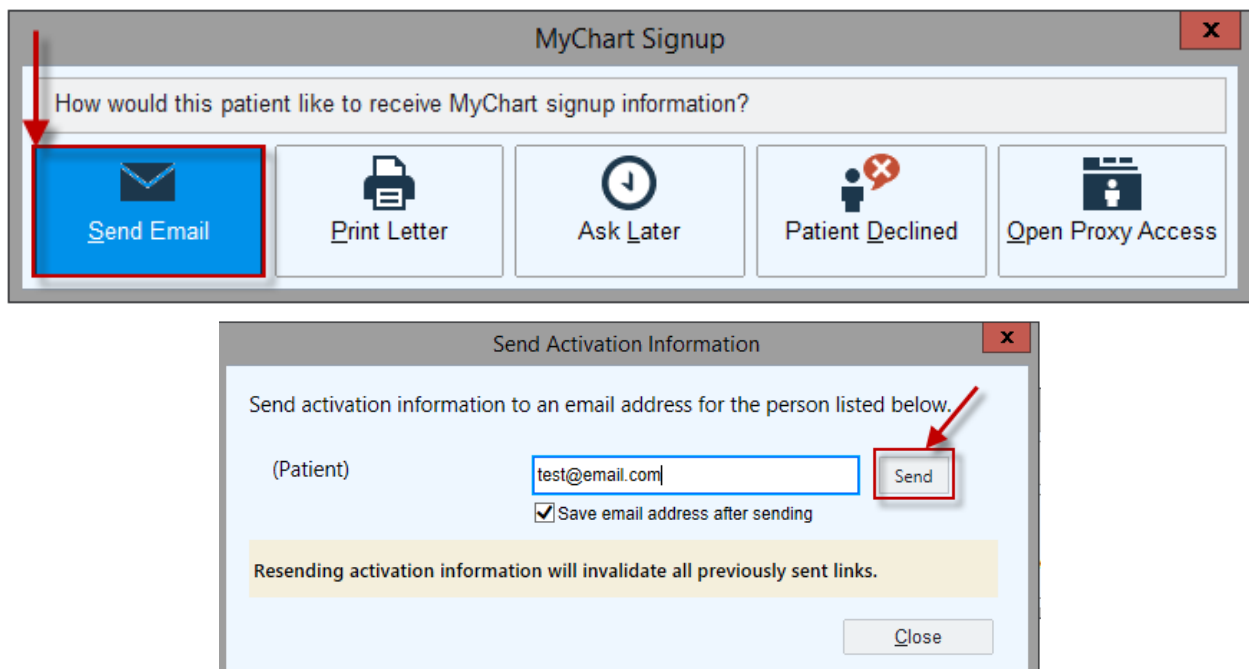 MyChart Signup
x
How would this patient like to receive MyChart signup information?
Send Email
Print Letter
Ask Later
Patient Declined
Open Proxy Access
Send Activation Information
x
Send activation information to an email address for the person listed below.
(Patient)
test@email.com
Send
Save email address after sending
Resending activation information will invalidate all previously sent links.
Close